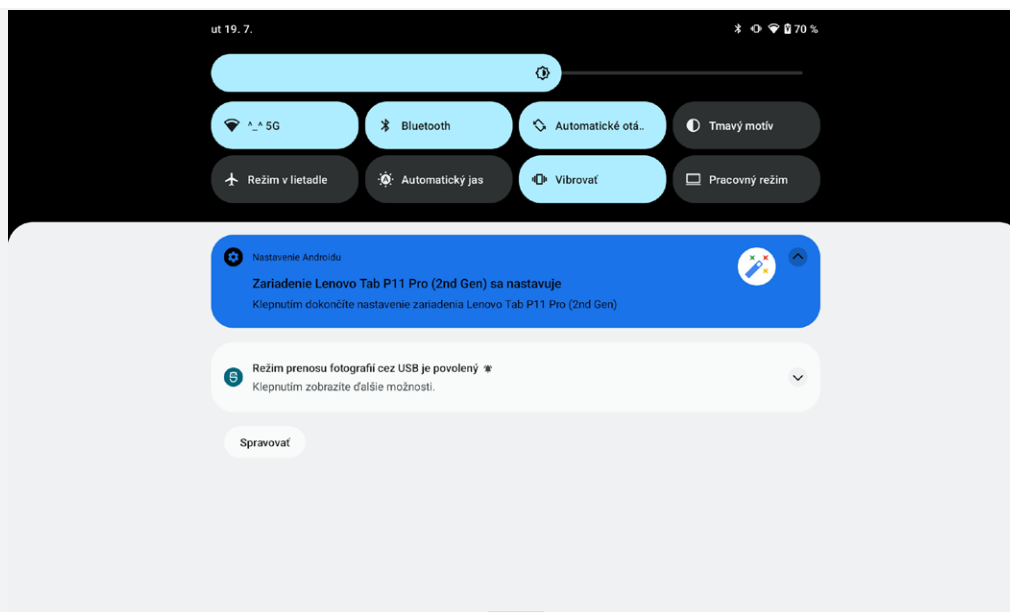 ut 19. 7.
70 %
^_^ 5G
Bluetooth
Automatické otá..
Tmavý motív
Režim v lietadle
Automatický jas
Vibrovať
Pracovný režim
Nastavenie Androidu
Zariadenie Lenovo Tab P11 Pro (2nd Gen) sa nastavuje
Klepnutím dokončíte nastavenie zariadenia Lenovo Tab P11 Pro (2nd Gen)
Režim prenosu fotografií cez USB je povolený
Klepnutím zobrazíte ďalšie možnosti.
Spravovať